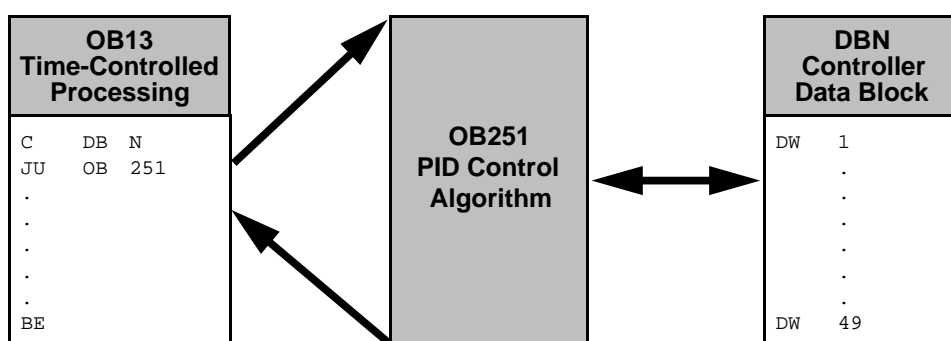 OB13
Time-Controlled
Processing
C DB N
JU OB 251
.
.
.
.
.
BE
OB251
PID Control
Algorithm
DBN
Controller
Data Block
DW 1
.
.
.
.
.
.
DW 49